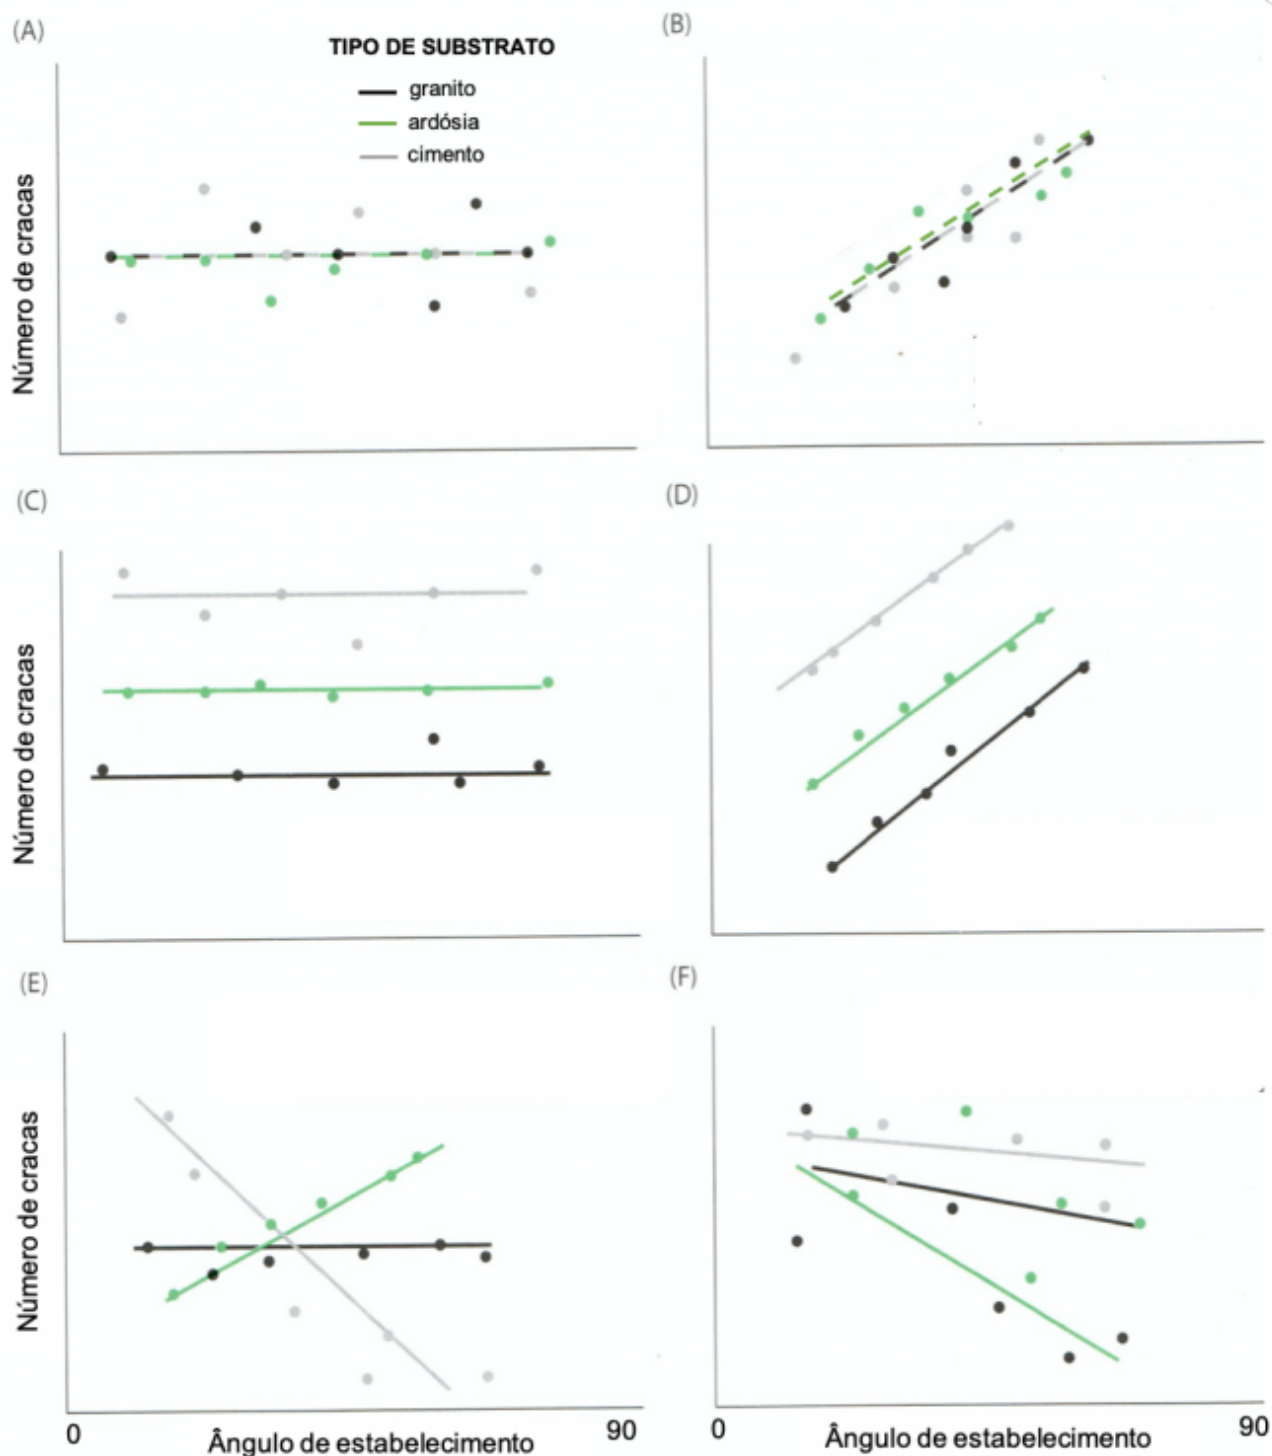 (A)
TIPO DE SUBSTRATO
granito
ardósia
cimento
Número de cracas
(B)
(C)
Número de cracas
(D)
(E)
Número de cracas
0
Ângulo de estabelecimento
90
(F)
0
Ângulo de estabelecimento
90